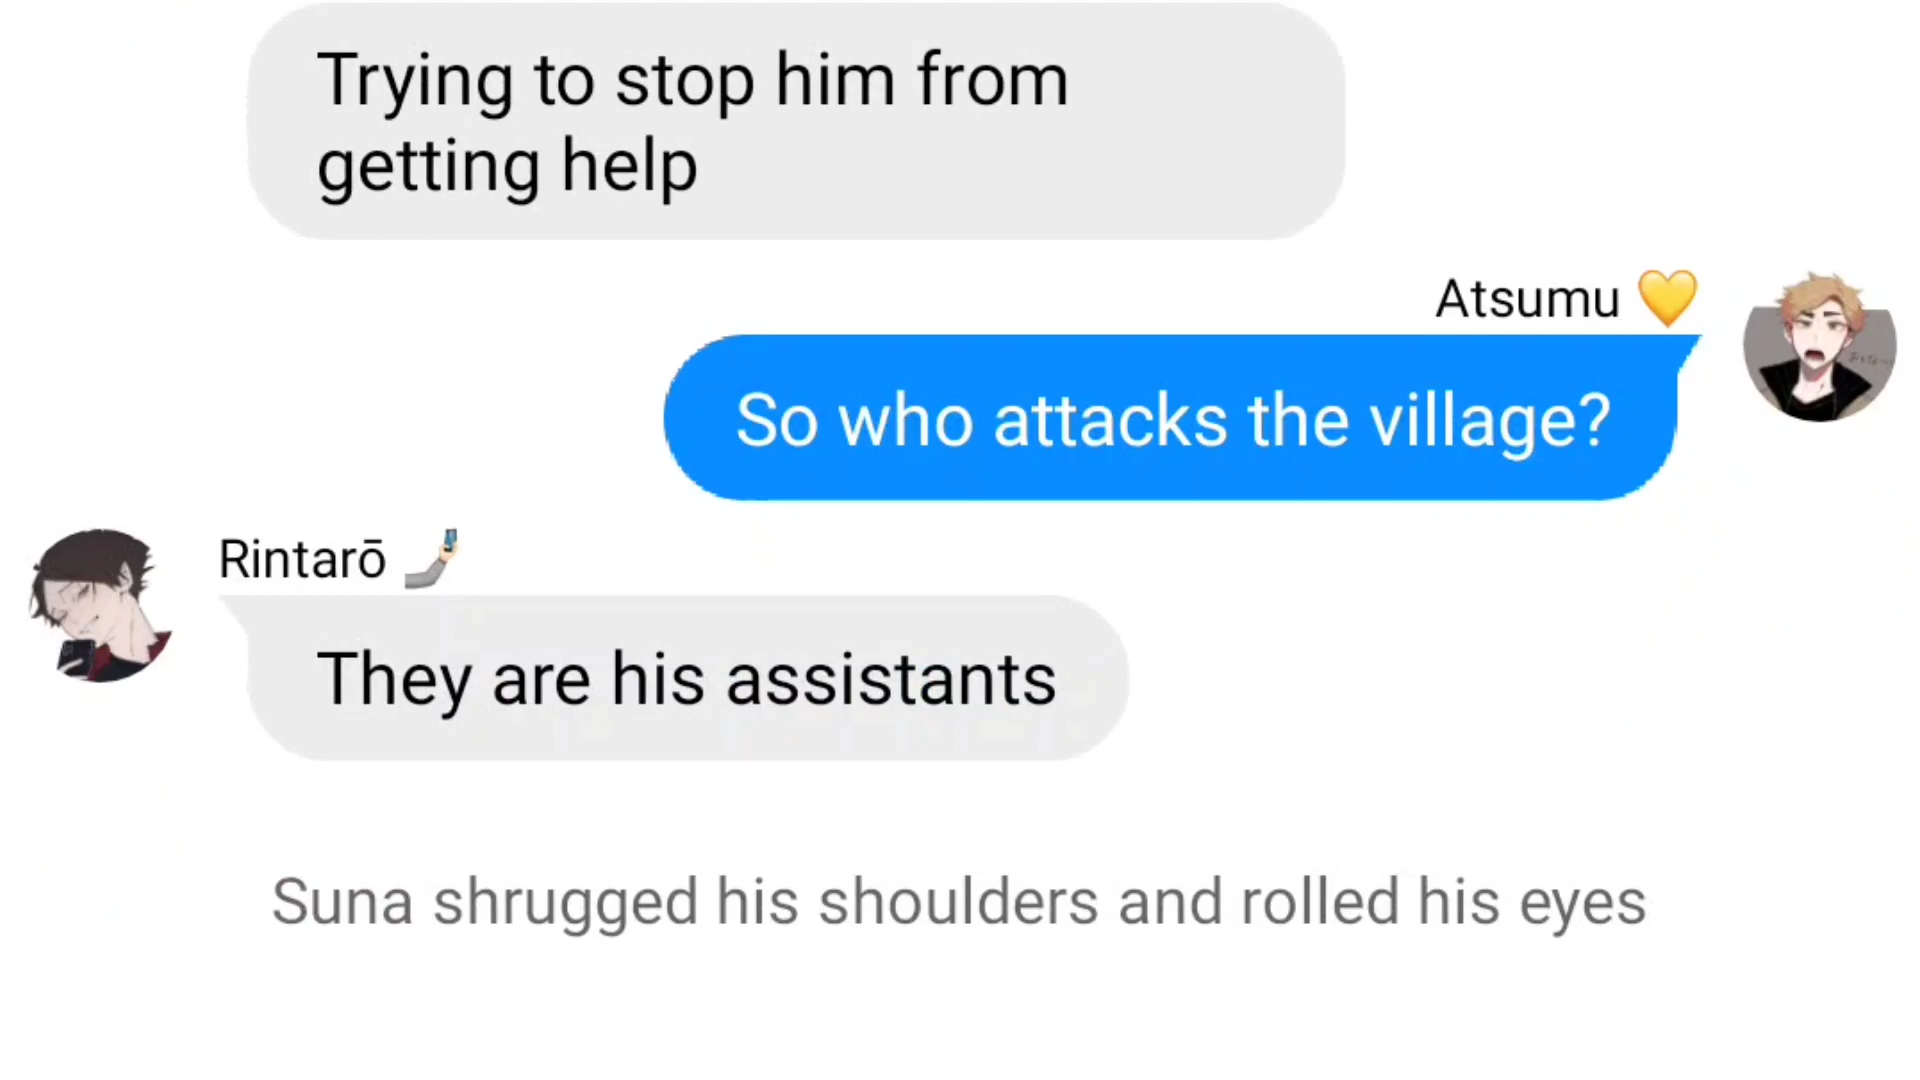 Trying to stop him from
getting help
Atsumu 💛
So who attacks the village?
Rintarō 🤳🏻
They are his assistants
Suna shrugged his shoulders and rolled his eyes